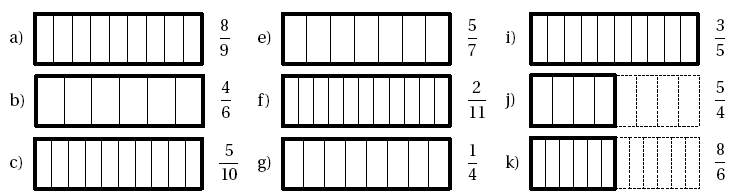 a) 8/9 e) 5/7 i) 3/5
b) 4/6 f) 2/11 j) 5/4
c) 5/10 g) 1/4 k) 8/6